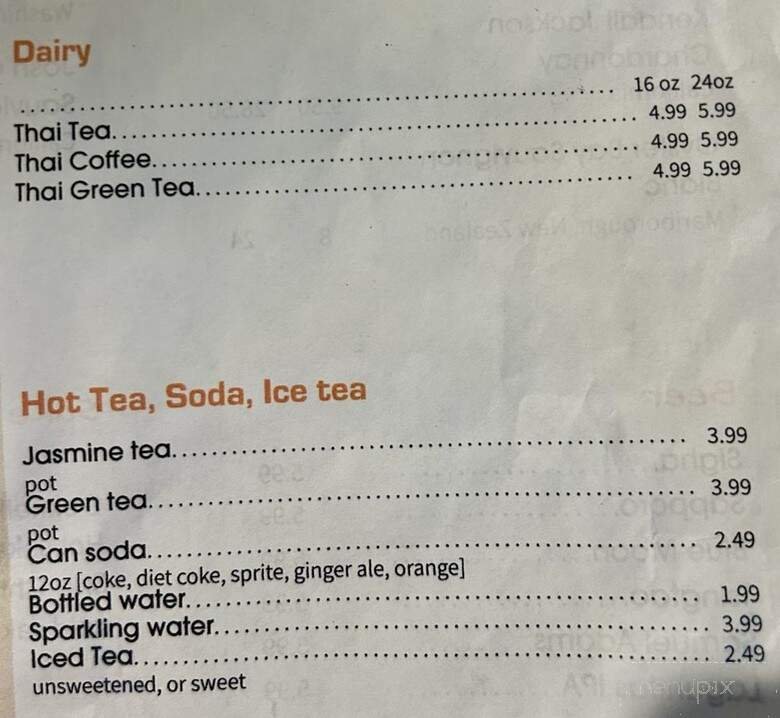 Dairy
16 oz 24oz
Thai Tea 4.99 5.99
Thai Coffee 4.99 5.99
Thai Green Tea 4.99 5.99
Hot Tea, Soda, Ice tea
Jasmine tea 3.99
pot
Green tea 3.99
pot
Can soda 2.49
12oz [coke, diet coke, sprite, ginger ale, orange]
Bottled water 1.99
Sparkling water 3.99
Iced Tea 2.49
unsweetened, or sweet
menupix